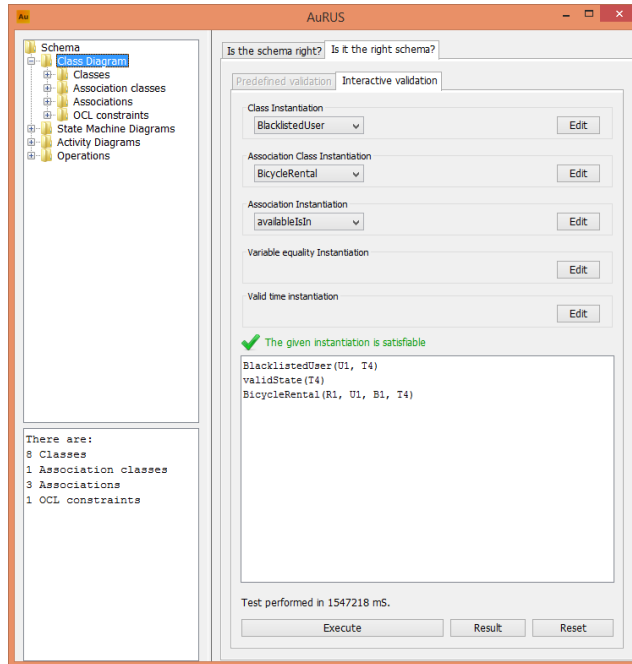 Au
AuRUS
Schema
Class Diagram
Classes
Association classes
Associations
OCL constraints
State Machine Diagrams
Activity Diagrams
Operations
There are:
8 Classes
1 Association classes
3 Associations
1 OCL constraints
Is the schema right? Is it the right schema?
Predefined validation Interactive validation
Class Instantiation
BlacklistedUser Edit
Association Class Instantiation
BicycleRental Edit
Association Instantiation
availableIsIn Edit
Variable equality Instantiation
Edit
Valid time instantiation
Edit
The given instantiation is satisfiable
BlacklistedUser(U1, T4)
validState(T4)
BicycleRental(R1, U1, B1, T4)
Test performed in 1547218 mS.
Execute Result Reset